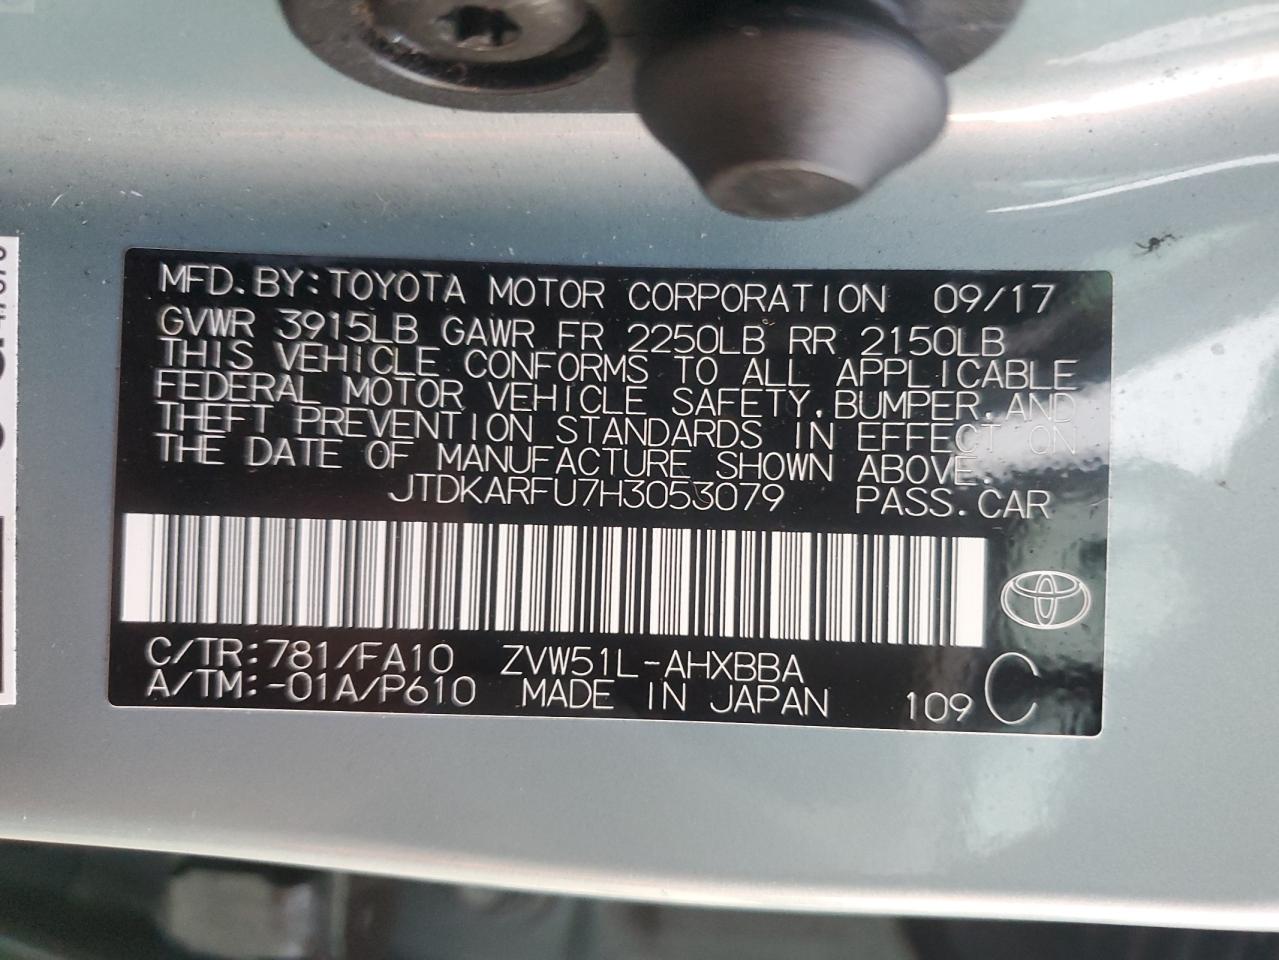 MFD. BY: TOYOTA MOTOR CORPORATION 09/17
GVWR 3915LB GAWR FR 2250LB RR 2150LB
THIS VEHICLE CONFORMS TO ALL APPLICABLE
FEDERAL MOTOR VEHICLE SAFETY, BUMPER, AND
THEFT PREVENTION STANDARDS IN EFFECT ON
THE DATE OF MANUFACTURE SHOWN ABOVE.
JTDKARFU7H3053079 PASS. CAR
C/TR: 781/FA10 ZVW51L-AHXBBA
A/TM: -01A/P610 MADE IN JAPAN 109 C